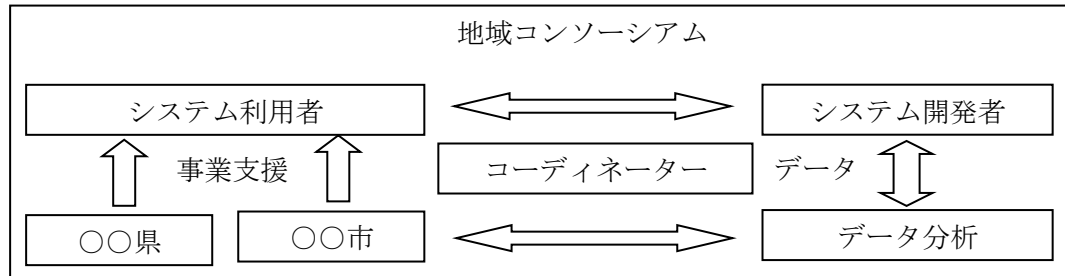 地域コンソーシアム
システム利用者
システム開発者
事業支援
コーディネーター
データ
○○県
○○市
データ分析